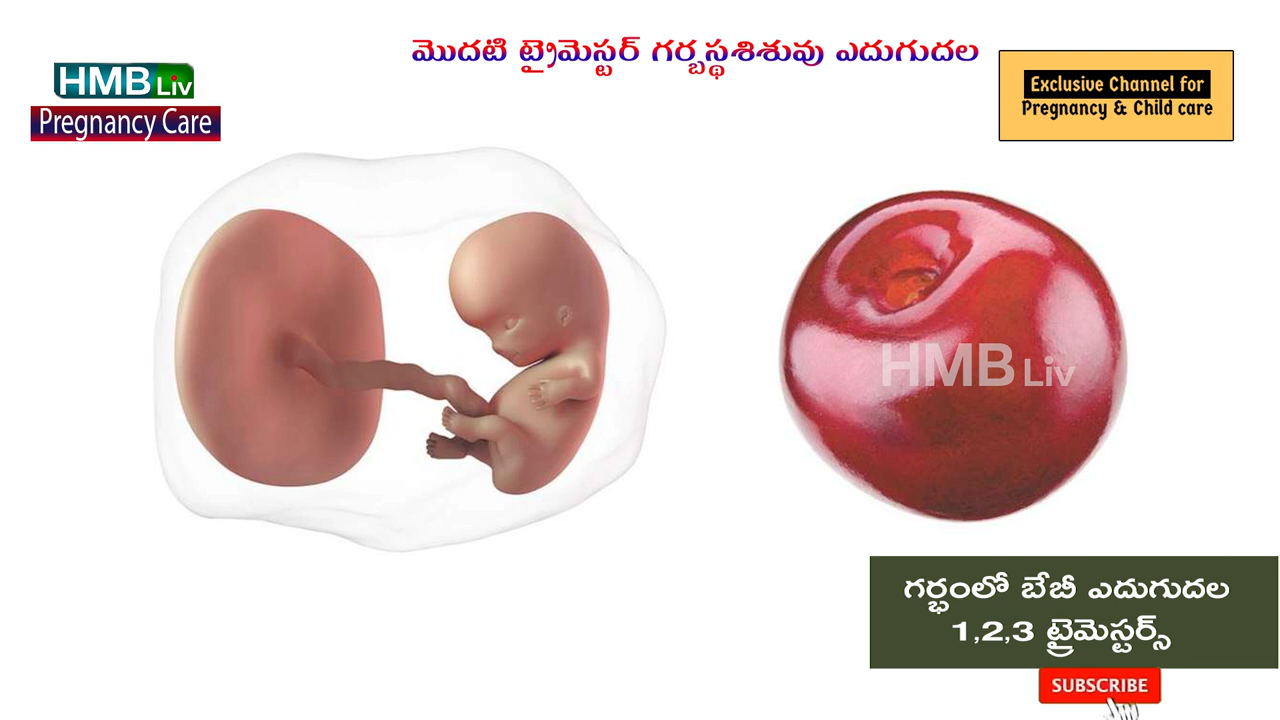 మొదటి ట్రైమెస్టర్ గర్బస్థశిశువు ఎదుగుదల
HMB Liv
Pregnancy Care
Exclusive Channel for
Pregnancy & Child care
HMB Liv
గర్భంలో బేబీ ఎదుగుదల
1,2,3 ట్రైమెస్టర్స్
SUBSCRIBE